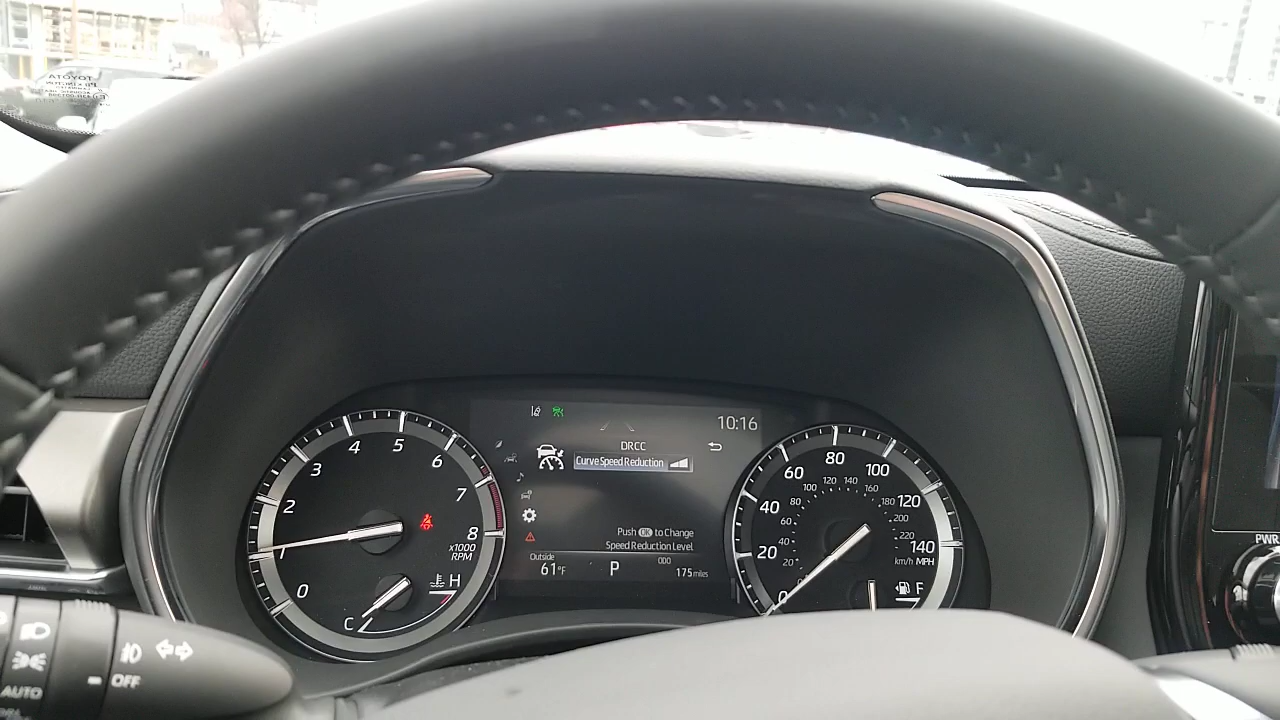 TOYOTA
10:16
DRCC
Curve Speed Reduction
Push OK to Change
Speed Reduction Level
Outside
61°F
P
ODO
175 miles
0
1
2
3
4
5
6
7
8
x1000
RPM
C
H
0
20
40
60
80
100
120
140
20
40
60
80
100
120
140
160
180
200
220
km/h MPH
F
PWR
OFF
AUTO